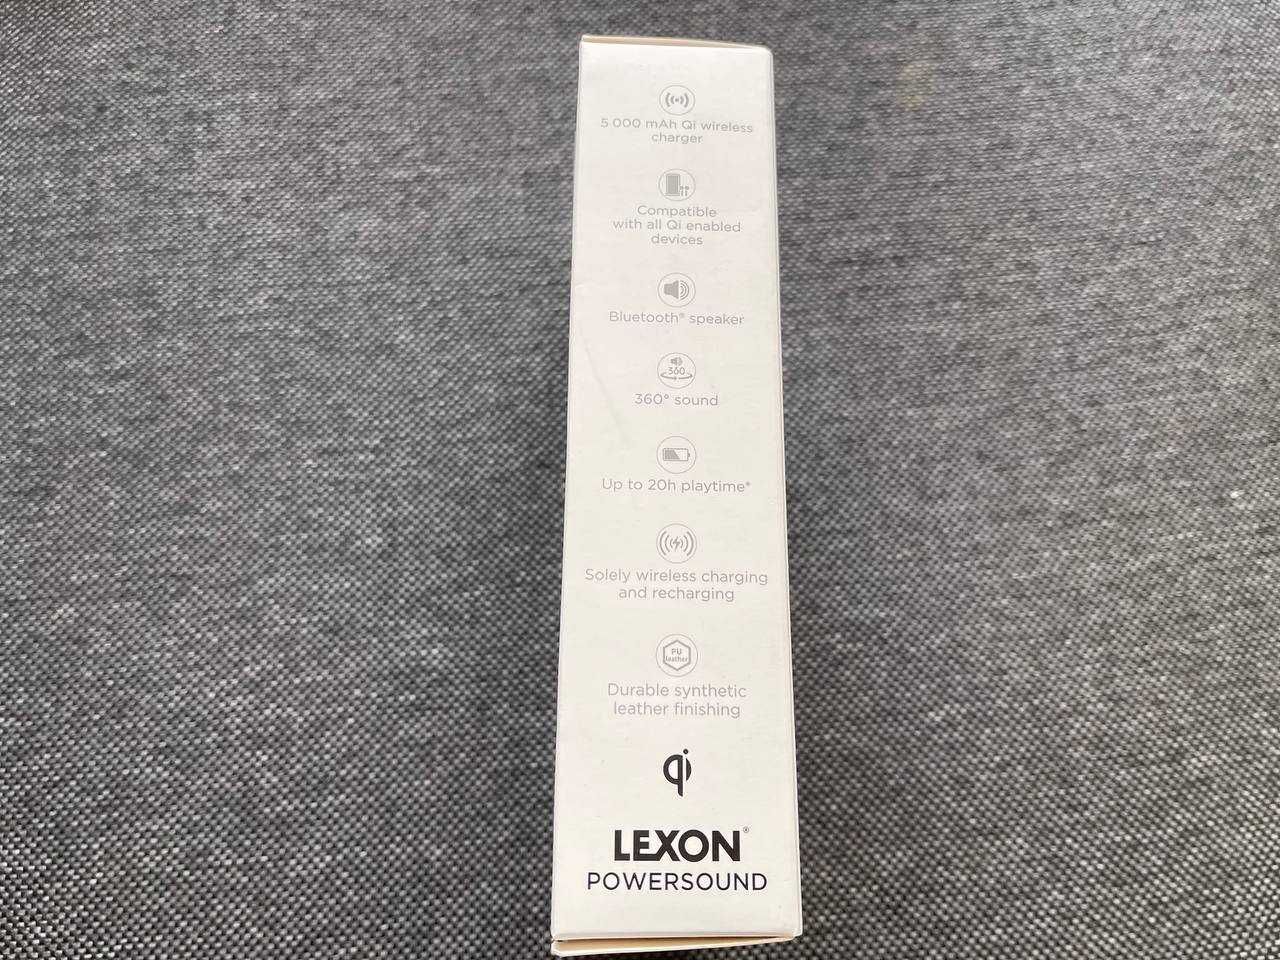 5 000 mAh Qi wireless
charger
Compatible
with all Qi enabled
devices
Bluetooth® speaker
360
360° sound
Up to 20h playtime*
Solely wireless charging
and recharging
PU
leather
Durable synthetic
leather finishing
qi
LEXON®
POWERSOUND